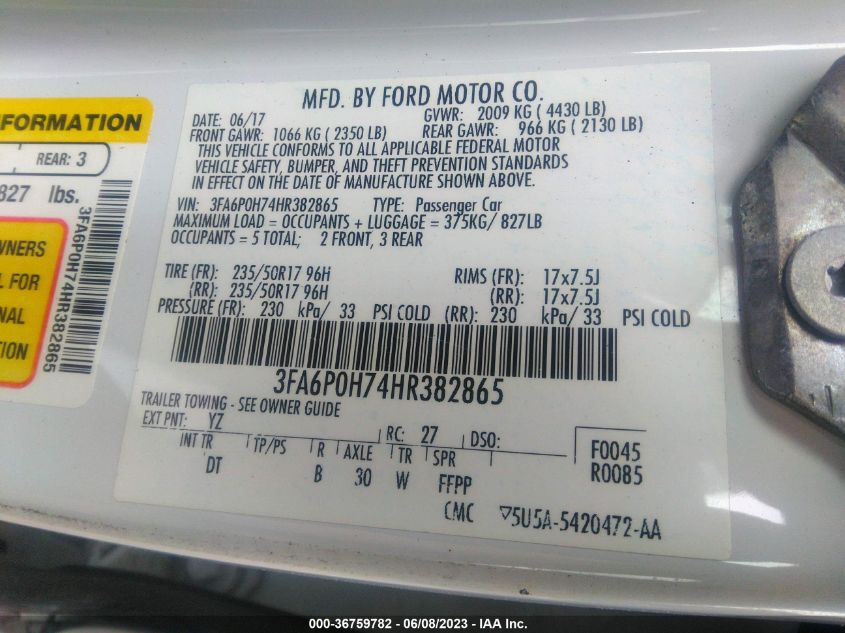 NFORMATION
REAR: 3
827 lbs.
WNERS
L FOR
NAL
TION
3FA6P0H74HR382865
MFD. BY FORD MOTOR CO.
DATE: 06/17 GVWR: 2009 KG ( 4430 LB)
FRONT GAWR: 1066 KG ( 2350 LB) REAR GAWR: 966 KG ( 2130 LB)
THIS VEHICLE CONFORMS TO ALL APPLICABLE FEDERAL MOTOR
VEHICLE SAFETY, BUMPER, AND THEFT PREVENTION STANDARDS
IN EFFECT ON THE DATE OF MANUFACTURE SHOWN ABOVE.
VIN: 3FA6P0H74HR382865 TYPE: Passenger Car
MAXIMUM LOAD = OCCUPANTS + LUGGAGE = 375KG/ 827LB
OCCUPANTS = 5 TOTAL; 2 FRONT, 3 REAR
TIRE (FR): 235/50R17 96H RIMS (FR): 17x7.5J
(RR): 235/50R17 96H (RR): 17x7.5J
PRESSURE (FR): 230 kPa/ 33 PSI COLD (RR): 230 kPa/ 33 PSI COLD
3FA6P0H74HR382865
TRAILER TOWING - SEE OWNER GUIDE
EXT PNT: YZ RC: 27 DSO: F0045
INT TR TP/PS R AXLE TR SPR R0085
DT B 30 W FFPP
CMC ▽5U5A-5420472-AA
000-36759782 - 06/08/2023 - IAA Inc.